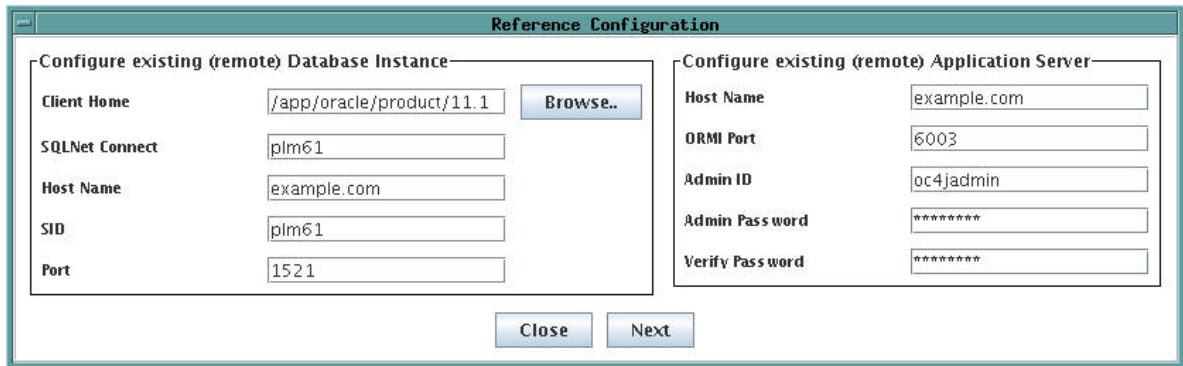 Reference Configuration
Configure existing (remote) Database Instance
Client Home /app/oracle/product/11.1 Browse..
SQLNet Connect plm61
Host Name example.com
SID plm61
Port 1521
Configure existing (remote) Application Server
Host Name example.com
ORMI Port 6003
Admin ID oc4jadmin
Admin Password ********
Verify Password ********
Close Next